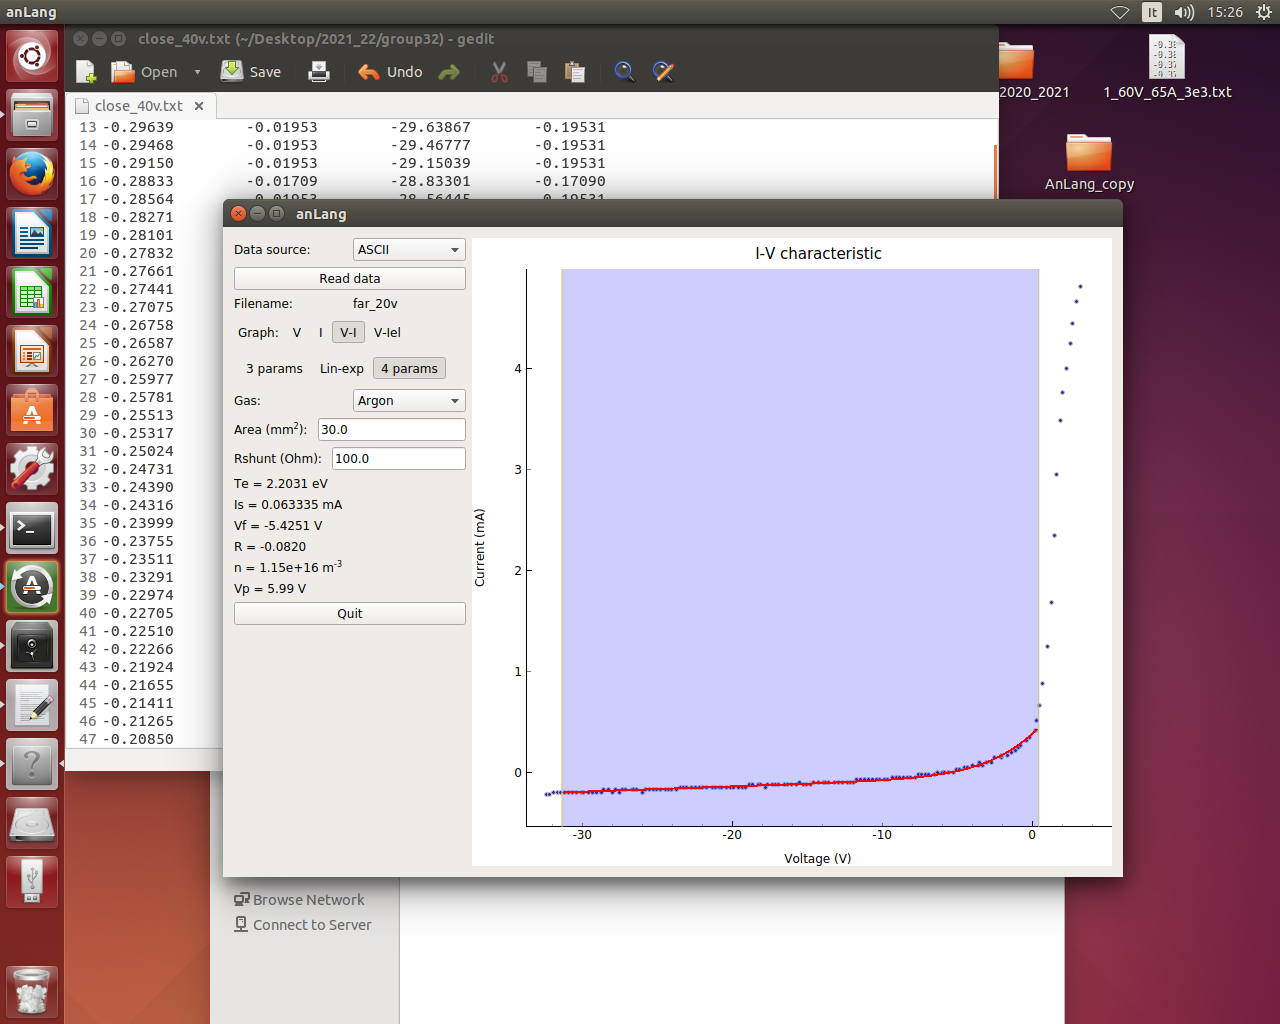 anLang
It
15:26
close_40v.txt (~/Desktop/2021_22/group32) - gedit
Open
Save
Undo
close_40v.txt
13 -0.29639 -0.01953 -29.63867 -0.19531
14 -0.29468 -0.01953 -29.46777 -0.19531
15 -0.29150 -0.01953 -29.15039 -0.19531
16 -0.28833 -0.01709 -28.83301 -0.17090
17 -0.28564 -0.01953 -28.56445 -0.19531
18 -0.28271
19 -0.28101
20 -0.27832
21 -0.27661
22 -0.27441
23 -0.27075
24 -0.26758
25 -0.26587
26 -0.26270
27 -0.25977
28 -0.25781
29 -0.25513
30 -0.25317
31 -0.25024
32 -0.24731
33 -0.24390
34 -0.24316
35 -0.23999
36 -0.23755
37 -0.23511
38 -0.23291
39 -0.22974
40 -0.22705
41 -0.22510
42 -0.22266
43 -0.21924
44 -0.21655
45 -0.21411
46 -0.21265
47 -0.20850
2020_2021
1_60V_65A_3e3.txt
AnLang_copy
anLang
Data source: ASCII
Read data
Filename: far_20v
Graph: V I V-I V-Iel
3 params Lin-exp 4 params
Gas: Argon
Area (mm²): 30.0
Rshunt (Ohm): 100.0
Te = 2.2031 eV
Is = 0.063335 mA
Vf = -5.4251 V
R = -0.0820
n = 1.15e+16 m⁻³
Vp = 5.99 V
Quit
I-V characteristic
4
3
2
1
0
Current (mA)
-30 -20 -10 0
Voltage (V)
Browse Network
Connect to Server